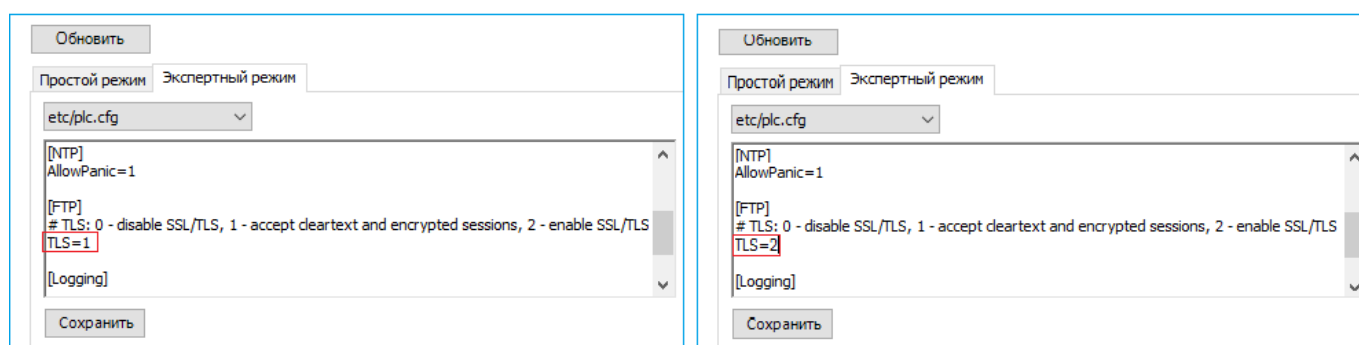 Обновить
Простой режим Экспертный режим
etc/plc.cfg
[NTP]
AllowPanic=1
[FTP]
# TLS: 0 - disable SSL/TLS, 1 - accept cleartext and encrypted sessions, 2 - enable SSL/TLS
TLS=1
[Logging]
Сохранить
Обновить
Простой режим Экспертный режим
etc/plc.cfg
[NTP]
AllowPanic=1
[FTP]
# TLS: 0 - disable SSL/TLS, 1 - accept cleartext and encrypted sessions, 2 - enable SSL/TLS
TLS=2
[Logging]
Сохранить